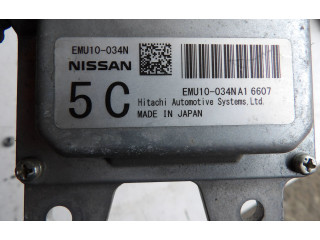 EMU10-034N
NISSAN
5C EMU10-034NA1 6607
Hitachi Automotive Systems,Ltd.
MADE IN JAPAN